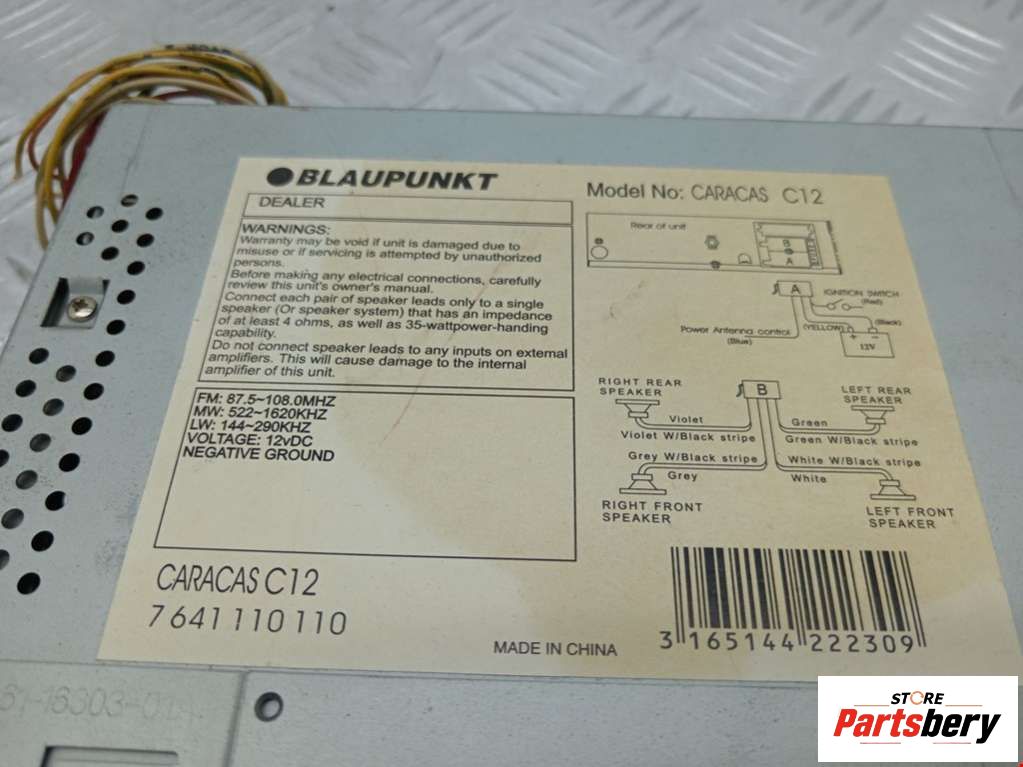 BLAUPUNKT
DEALER
WARNINGS:
Warranty may be void if unit is damaged due to
misuse or if servicing is attempted by unauthorized
persons.
Before making any electrical connections, carefully
review this unit's owner's manual.
Connect each pair of speaker leads only to a single
speaker (Or speaker system) that has an impedance
of at least 4 ohms, as well as 35-wattpower-handing
capability.
Do not connect speaker leads to any inputs on external
amplifiers. This will cause damage to the internal
amplifier of this unit.
FM: 87.5~108.0MHZ
MW: 522~1620KHZ
LW: 144~290KHZ
VOLTAGE: 12vDC
NEGATIVE GROUND
CARACAS C12
7 641 110 110
MADE IN CHINA
Model No: CARACAS C12
Rear of unit
B
A
A
IGNITION SWITCH
(Red)
(Black)
(YELLOW)
+ −
12V
Power Antenna control
(Blue)
B
RIGHT REAR
SPEAKER
LEFT REAR
SPEAKER
Violet
Green
Violet W/Black stripe
Green W/Black stripe
Grey W/Black stripe
White W/Black stripe
Grey
White
RIGHT FRONT
SPEAKER
LEFT FRONT
SPEAKER
3 165144 222309
STORE
Partsbery